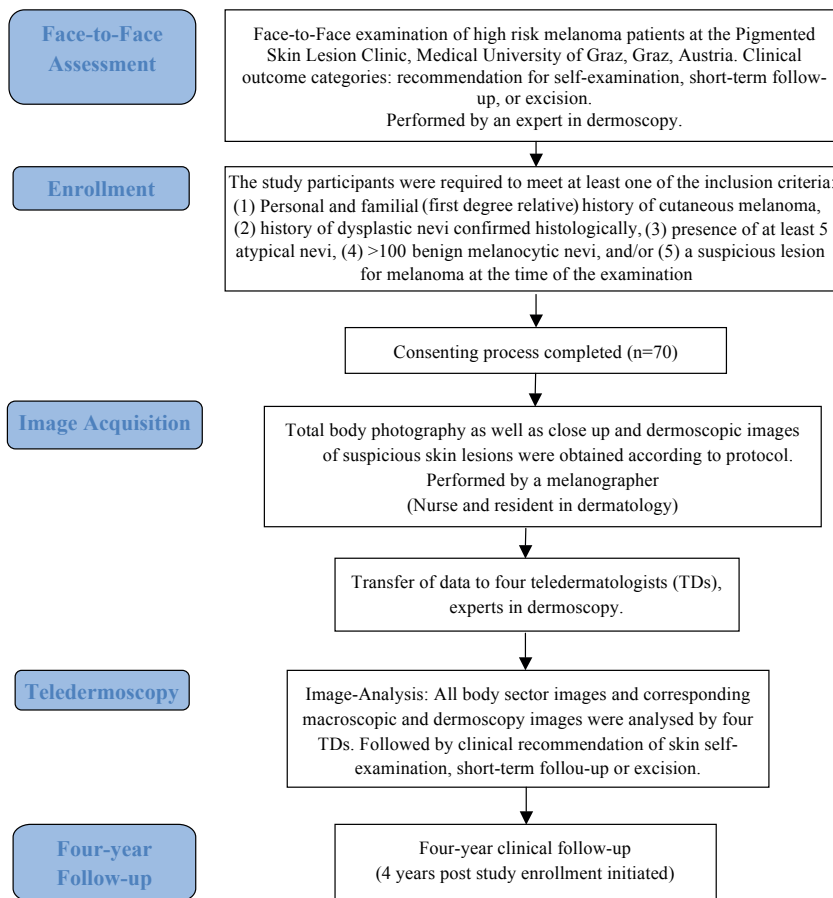 Face-to-Face
Assessment
Face-to-Face examination of high risk melanoma patients at the Pigmented
Skin Lesion Clinic, Medical University of Graz, Graz, Austria. Clinical
outcome categories: recommendation for self-examination, short-term follow-
up, or excision.
Performed by an expert in dermoscopy.
Enrollment
The study participants were required to meet at least one of the inclusion criteria:
(1) Personal and familial (first degree relative) history of cutaneous melanoma,
(2) history of dysplastic nevi confirmed histologically, (3) presence of at least 5
atypical nevi, (4) >100 benign melanocytic nevi, and/or (5) a suspicious lesion
for melanoma at the time of the examination
Consenting process completed (n=70)
Image Acquisition
Total body photography as well as close up and dermoscopic images
of suspicious skin lesions were obtained according to protocol.
Performed by a melanographer
(Nurse and resident in dermatology)
Transfer of data to four teledermatologists (TDs),
experts in dermoscopy.
Teledermoscopy
Image-Analysis: All body sector images and corresponding
macroscopic and dermoscopy images were analysed by four
TDs. Followed by clinical recommendation of skin self-
examination, short-term follou-up or excision.
Four-year
Follow-up
Four-year clinical follow-up
(4 years post study enrollment initiated)